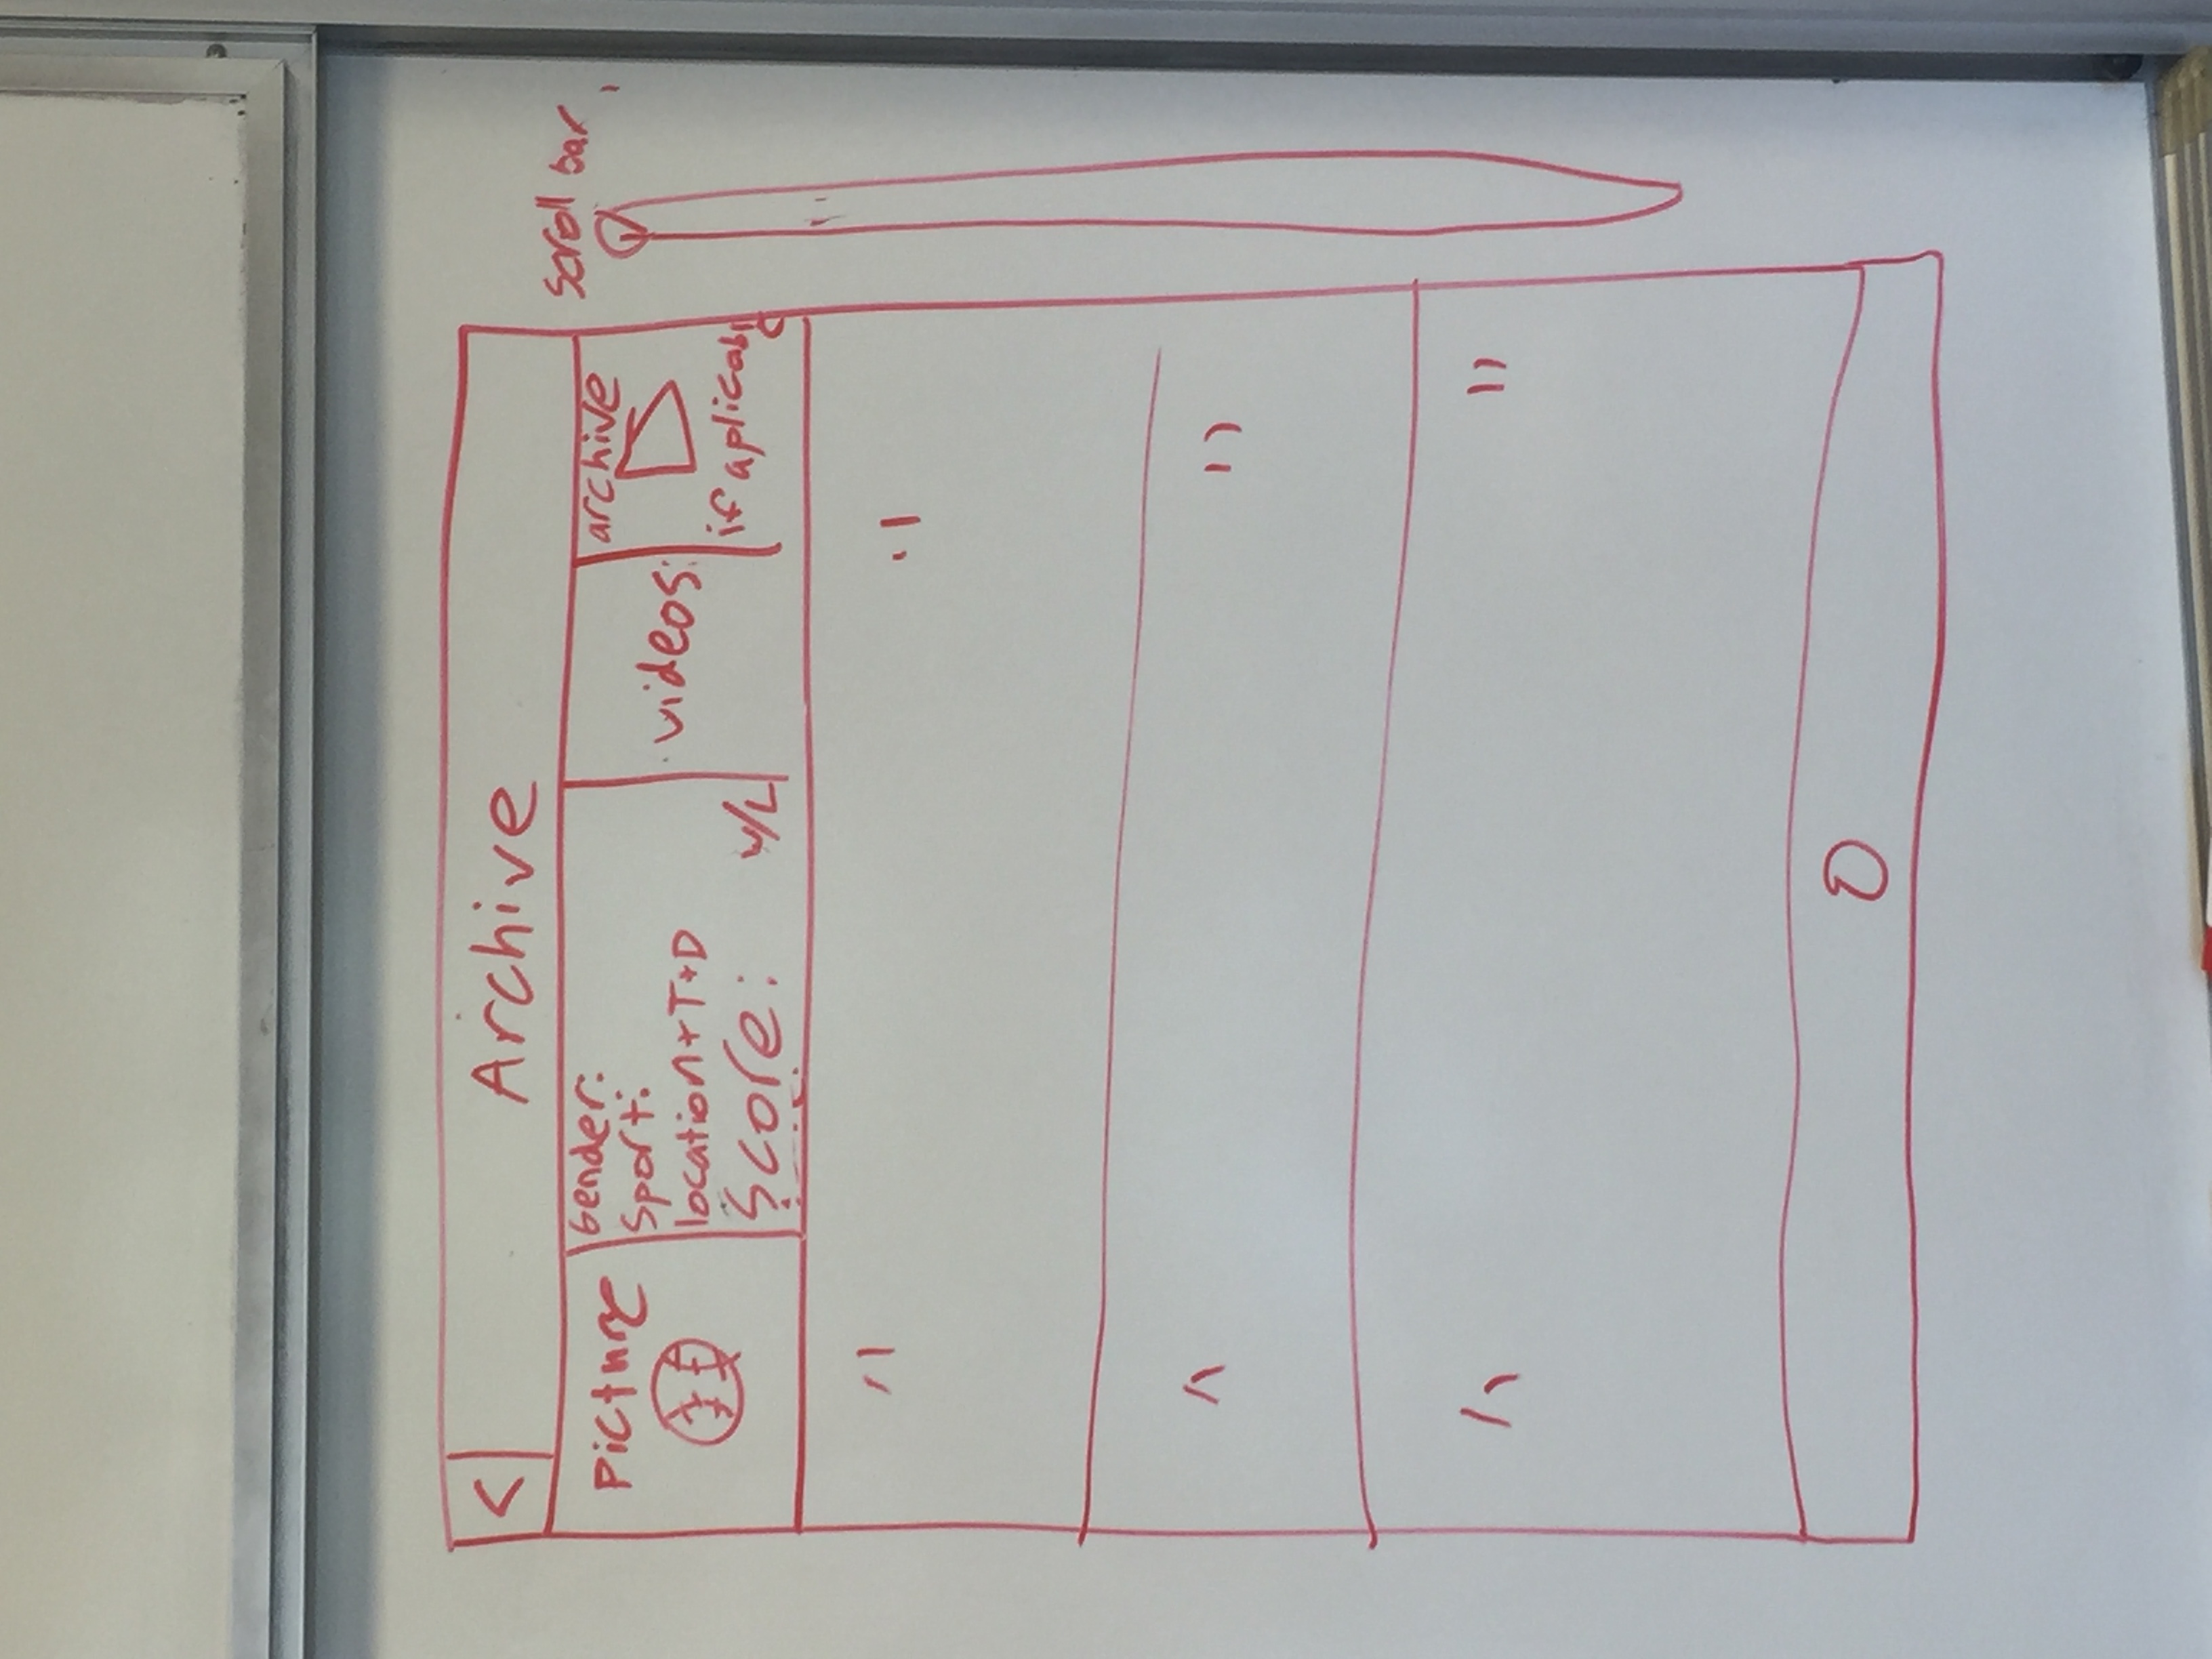 < Archive
scroll bar
picture
Gender:
sport:
location+T+D
Score: W/L
videos:
archive
if aplicable
" "
" "
" "
O